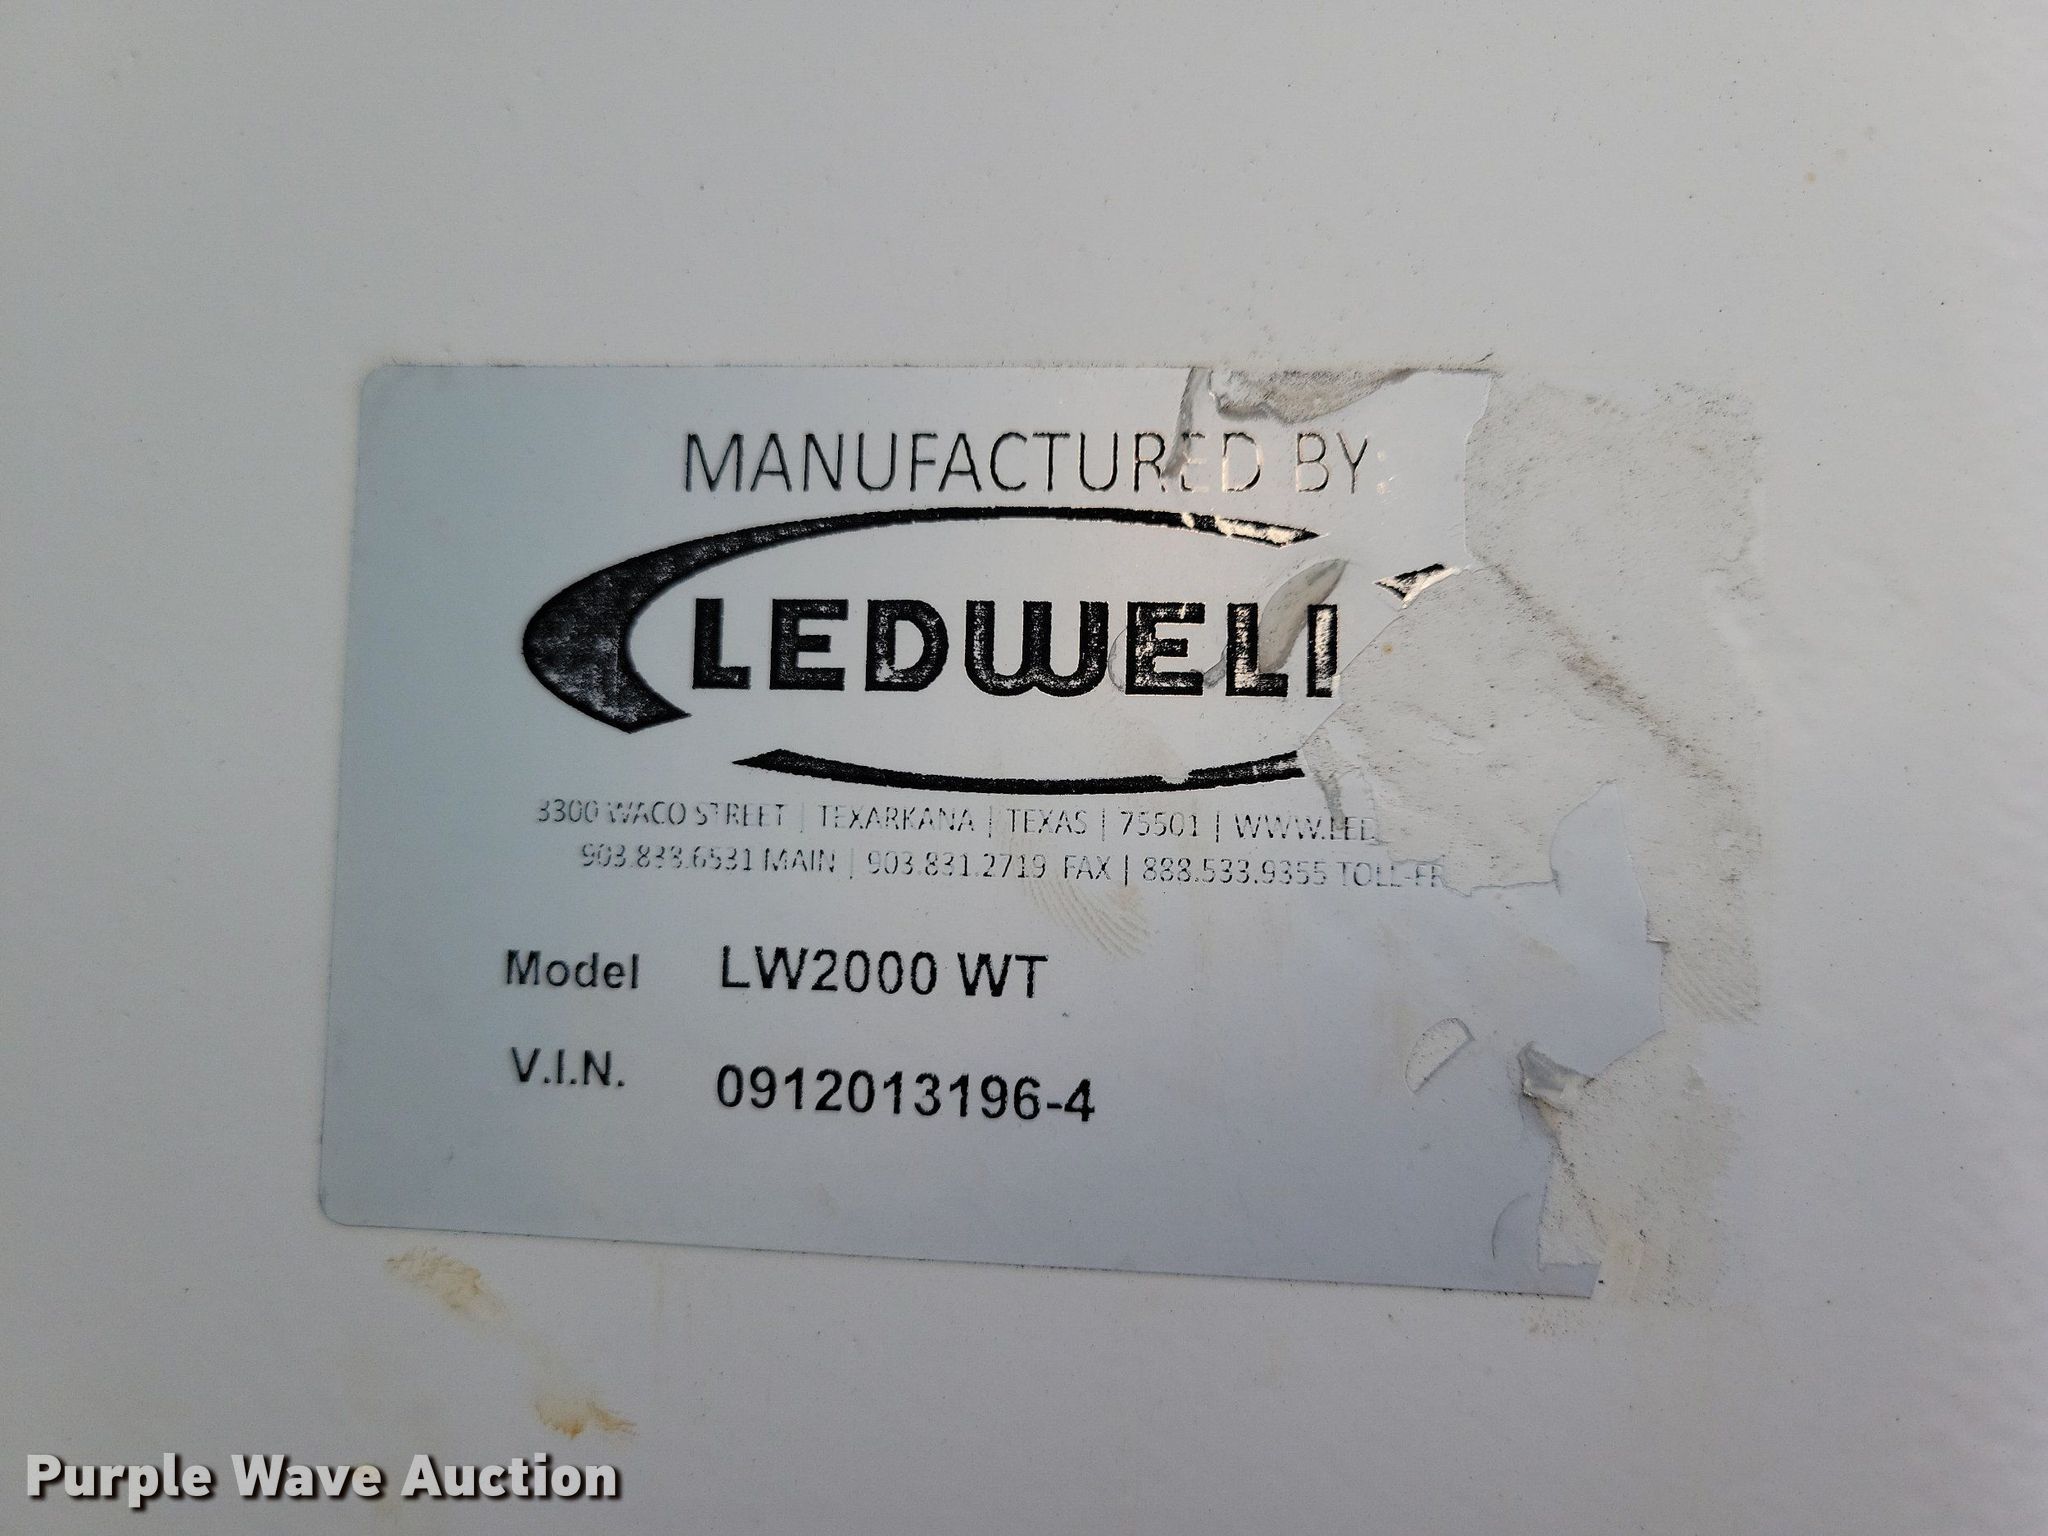 MANUFACTURED BY:
LEDWELL
3300 WACO STREET | TEXARKANA | TEXAS | 75501 | WWW.LED
903.838.6531 MAIN | 903.831.2719 FAX | 888.533.9355 TOLL-FR
Model LW2000 WT
V.I.N. 0912013196-4
Purple Wave Auction